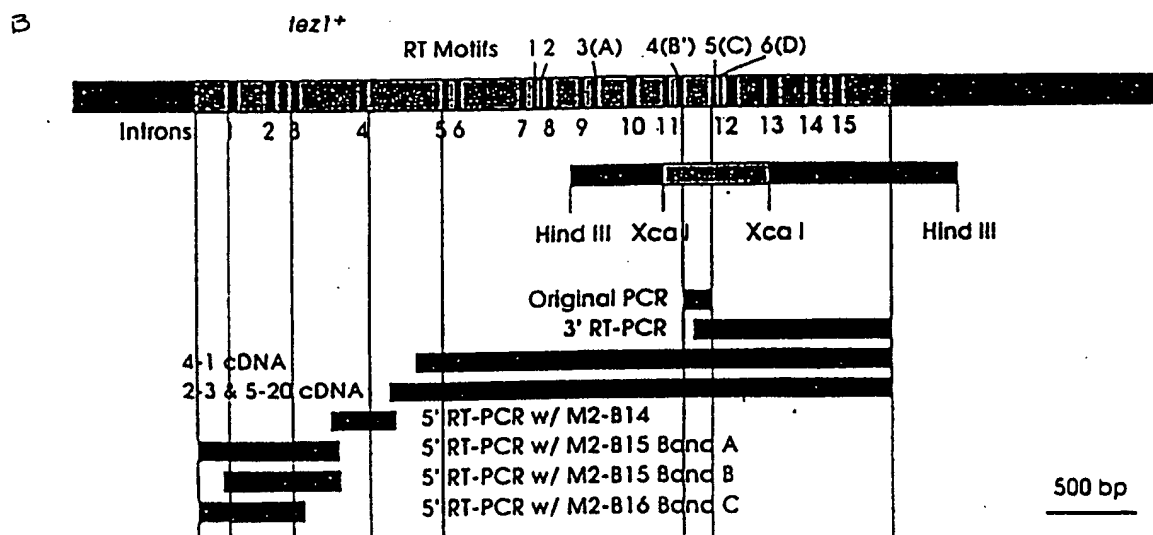 B
tez1+
RT Motifs 1 2 3(A) 4(B') 5(C) 6(D)
Introns 1 2 3 4 5 6 7 8 9 10 11 12 13 14 15
Hind III Xca I Xca I Hind III
Original PCR
3' RT-PCR
4-1 cDNA
2-3 & 5-20 cDNA
5' RT-PCR w/ M2-B14
5' RT-PCR w/ M2-B15 Band A
5' RT-PCR w/ M2-B15 Band B
5' RT-PCR w/ M2-B16 Band C
500 bp